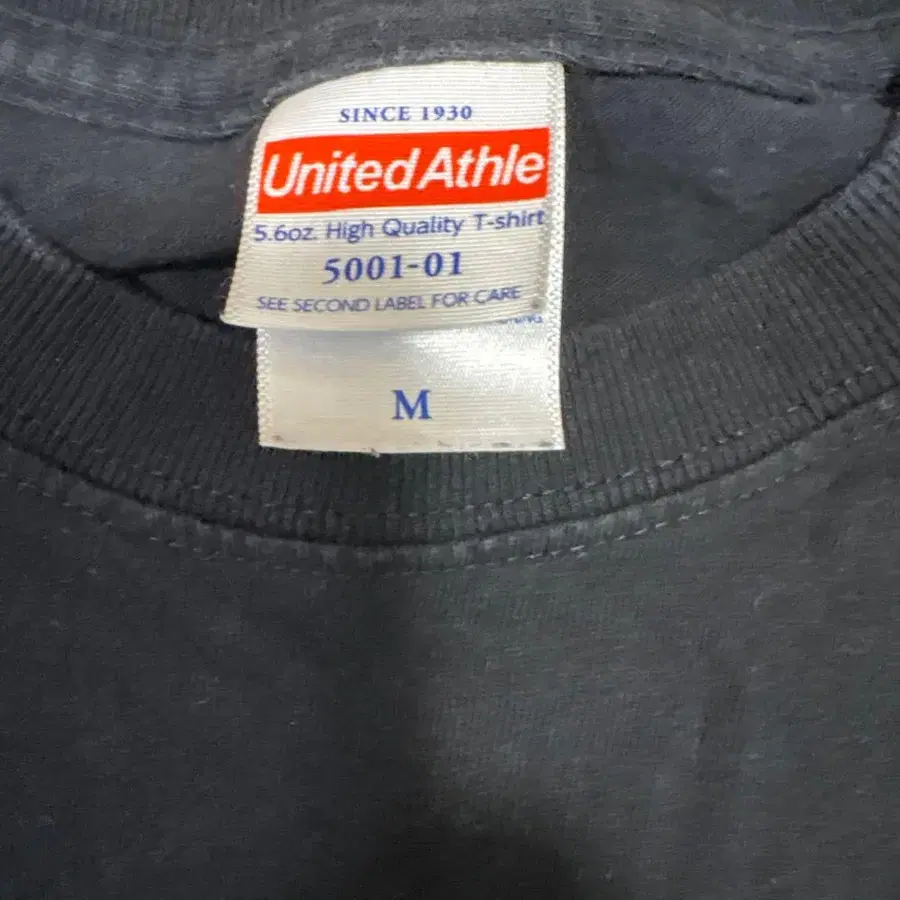 SINCE 1930
United Athle
5.6oz. High Quality T-shirt
5001-01
SEE SECOND LABEL FOR CARE
M